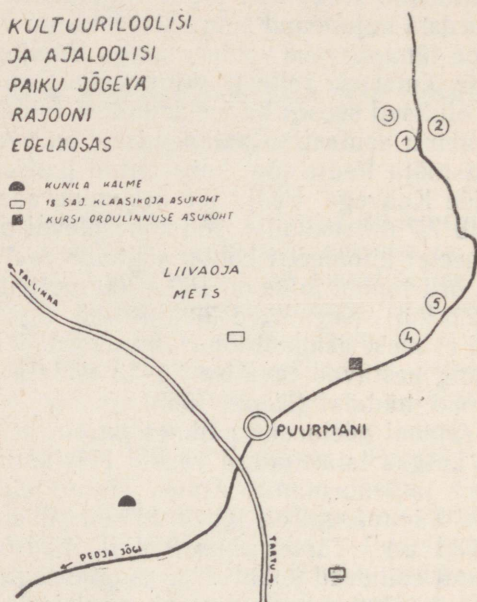 KULTUURILOOLISI
JA AJALOOLISI
PAIKU JÕGEVA
RAJOONI
EDELAOSAS
KUNILA KALME
18 SAJ. KLAASIKOJA ASUKOHT
KURSI ORDULINNUSE ASUKOHT
3
2
1
TALLINNA
LIIVAOJA
METS
5
4
PUURMANI
PEDJA JÕGI
TARTU